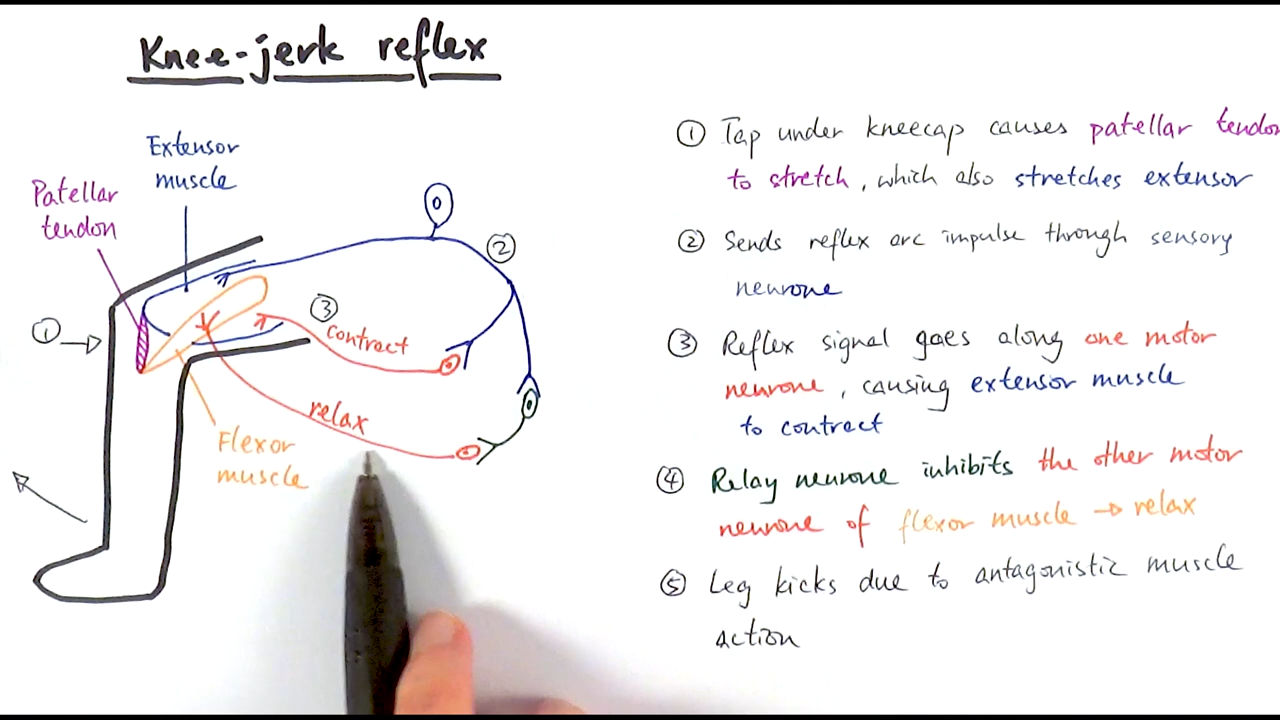 Knee-jerk reflex
Extensor
muscle
Patellar
tendon
①
②
③
contract
relax
Flexor
muscle
① Tap under kneecap causes patellar tendon
to stretch, which also stretches extensor
② Sends reflex arc impulse through sensory
neurone
③ Reflex signal goes along one motor
neurone, causing extensor muscle
to contract
④ Relay neurone inhibits the other motor
neurone of flexor muscle → relax
⑤ Leg kicks due to antagonistic muscle
action